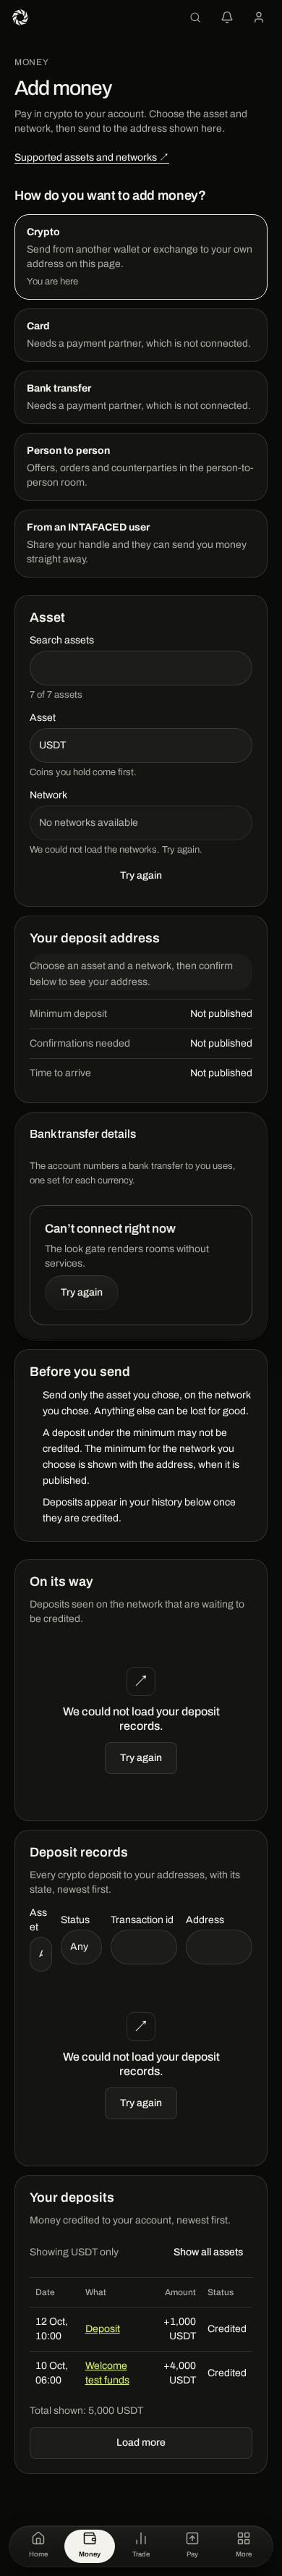 MONEY
Add money
Pay in crypto to your account. Choose the asset and
network, then send to the address shown here.
Supported assets and networks ↗
How do you want to add money?
Crypto
Send from another wallet or exchange to your own
address on this page.
You are here
Card
Needs a payment partner, which is not connected.
Bank transfer
Needs a payment partner, which is not connected.
Person to person
Offers, orders and counterparties in the person-to-
person room.
From an INTAFACED user
Share your handle and they can send you money
straight away.
Asset
Search assets
7 of 7 assets
Asset
USDT
Coins you hold come first.
Network
No networks available
We could not load the networks. Try again.
Try again
Your deposit address
Choose an asset and a network, then confirm
below to see your address.
Minimum deposit Not published
Confirmations needed Not published
Time to arrive Not published
Bank transfer details
The account numbers a bank transfer to you uses,
one set for each currency.
Can't connect right now
The look gate renders rooms without
services.
Try again
Before you send
Send only the asset you chose, on the network
you chose. Anything else can be lost for good.
A deposit under the minimum may not be
credited. The minimum for the network you
choose is shown with the address, when it is
published.
Deposits appear in your history below once
they are credited.
On its way
Deposits seen on the network that are waiting to
be credited.
We could not load your deposit
records.
Try again
Deposit records
Every crypto deposit to your addresses, with its
state, newest first.
Ass
et
Status Transaction id Address
Any
We could not load your deposit
records.
Try again
Your deposits
Money credited to your account, newest first.
Showing USDT only Show all assets
Date What Amount Status
12 Oct,
10:00
Deposit
+1,000
USDT
Credited
10 Oct,
06:00
Welcome
test funds
+4,000
USDT
Credited
Total shown: 5,000 USDT
Load more
Home Money Trade Pay More